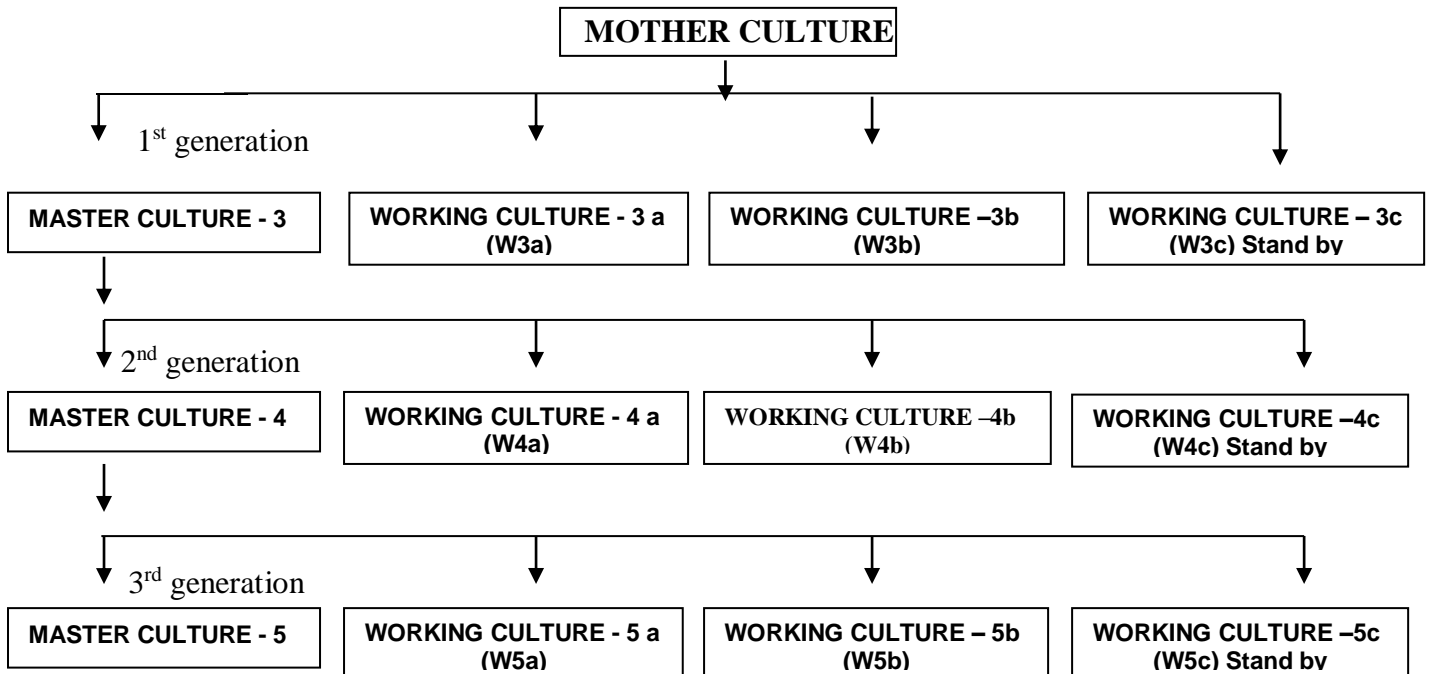 MOTHER CULTURE
1st generation
MASTER CULTURE - 3
WORKING CULTURE - 3 a
(W3a)
WORKING CULTURE –3b
(W3b)
WORKING CULTURE – 3c
(W3c) Stand by
2nd generation
MASTER CULTURE - 4
WORKING CULTURE - 4 a
(W4a)
WORKING CULTURE –4b
(W4b)
WORKING CULTURE –4c
(W4c) Stand by
3rd generation
MASTER CULTURE - 5
WORKING CULTURE - 5 a
(W5a)
WORKING CULTURE – 5b
(W5b)
WORKING CULTURE –5c
(W5c) Stand by